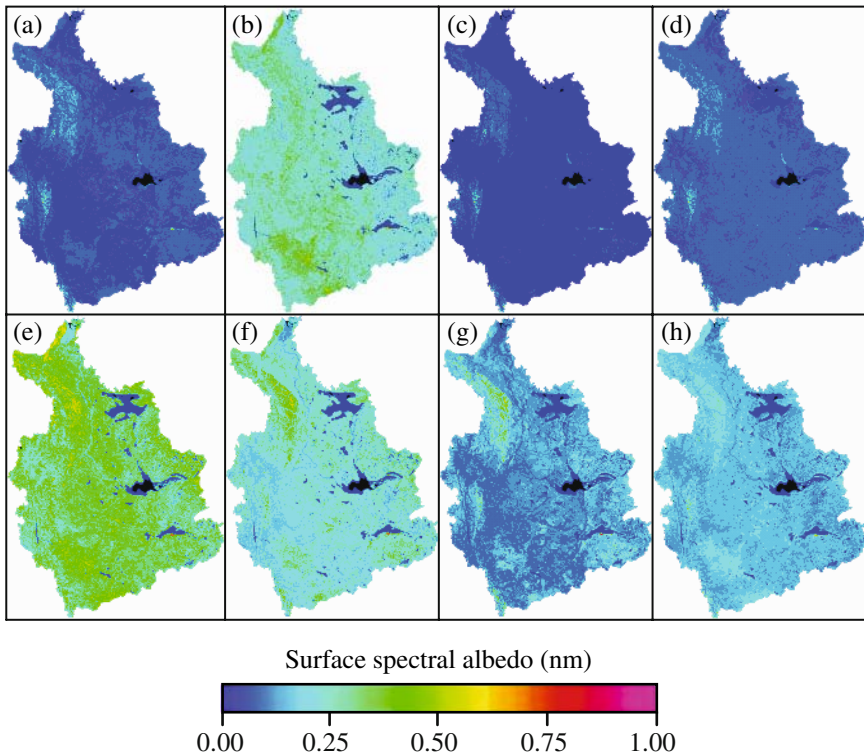 (a) (b) (c) (d)
(e) (f) (g) (h)
Surface spectral albedo (nm)
0.00 0.25 0.50 0.75 1.00